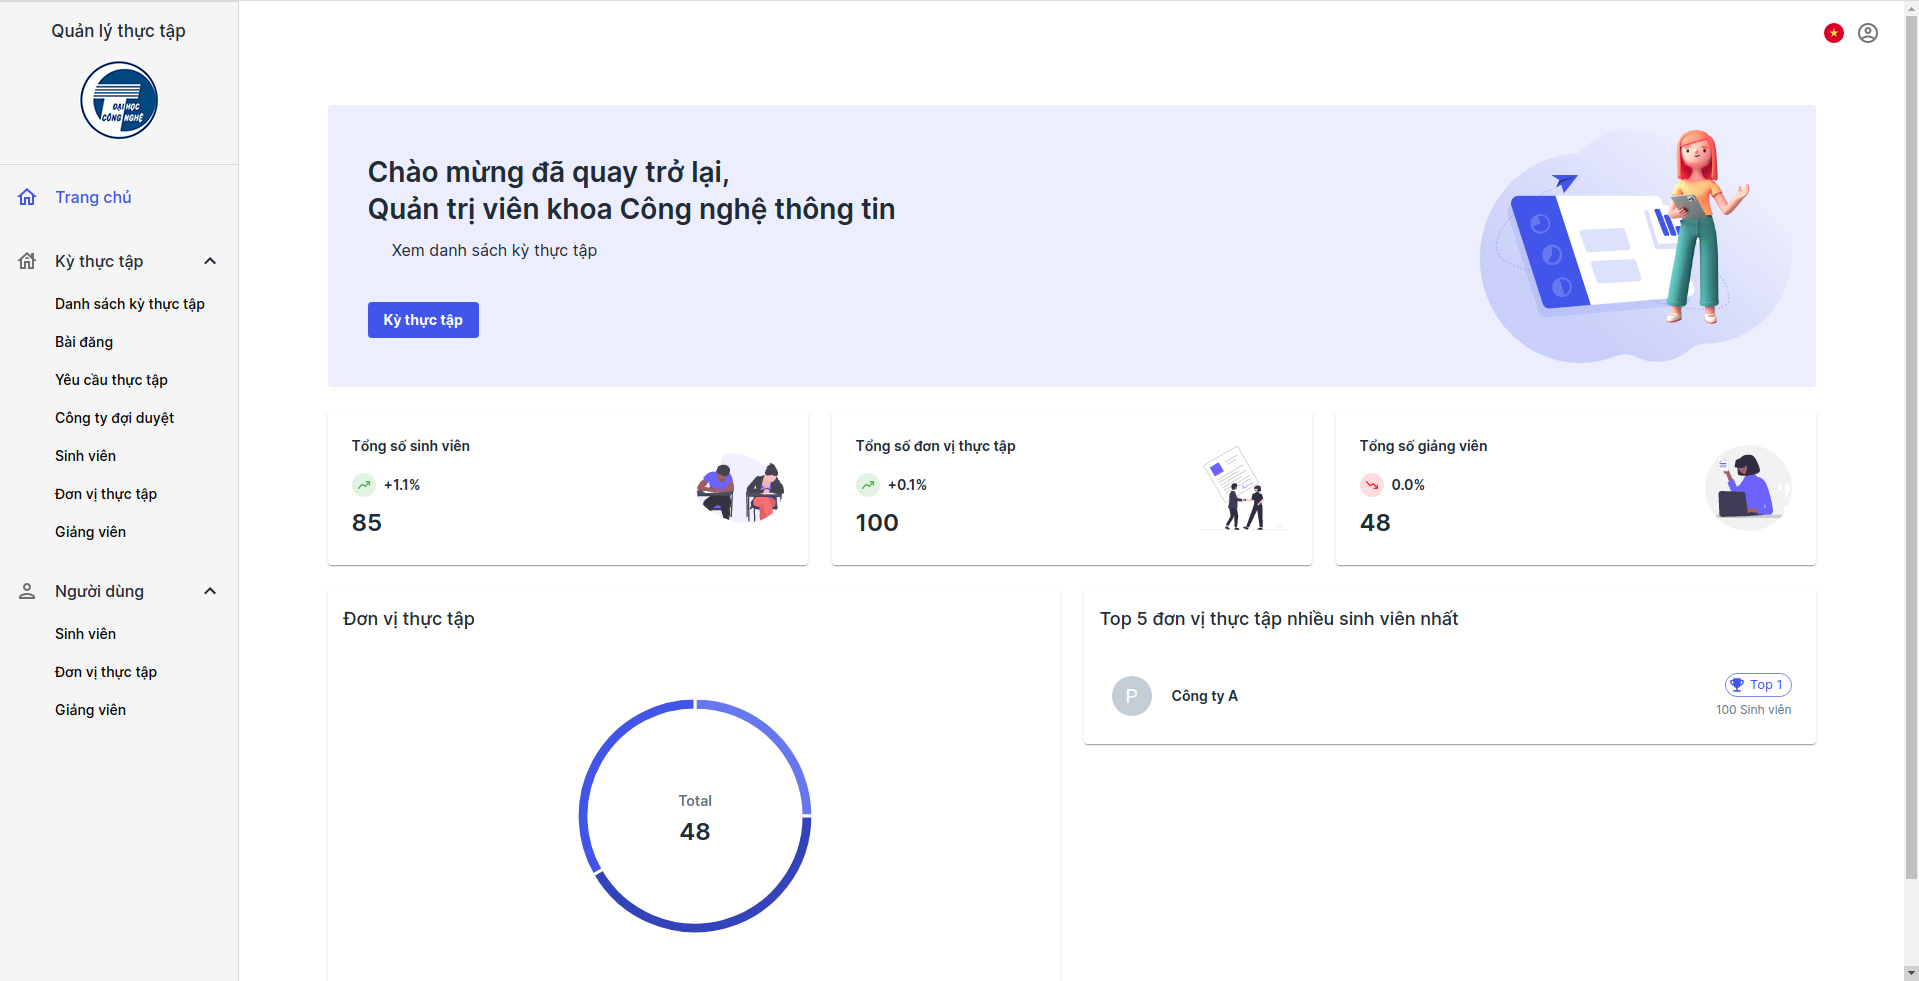 Quản lý thực tập
ĐẠI HỌC
CÔNG NGHỆ
Trang chủ
Kỳ thực tập
Danh sách kỳ thực tập
Bài đăng
Yêu cầu thực tập
Công ty đợi duyệt
Sinh viên
Đơn vị thực tập
Giảng viên
Người dùng
Sinh viên
Đơn vị thực tập
Giảng viên
Chào mừng đã quay trở lại,
Quản trị viên khoa Công nghệ thông tin
Xem danh sách kỳ thực tập
Kỳ thực tập
Tổng số sinh viên
+1.1%
85
Tổng số đơn vị thực tập
+0.1%
100
Tổng số giảng viên
0.0%
48
Đơn vị thực tập
Total
48
Top 5 đơn vị thực tập nhiều sinh viên nhất
P
Công ty A
Top 1
100 Sinh viên